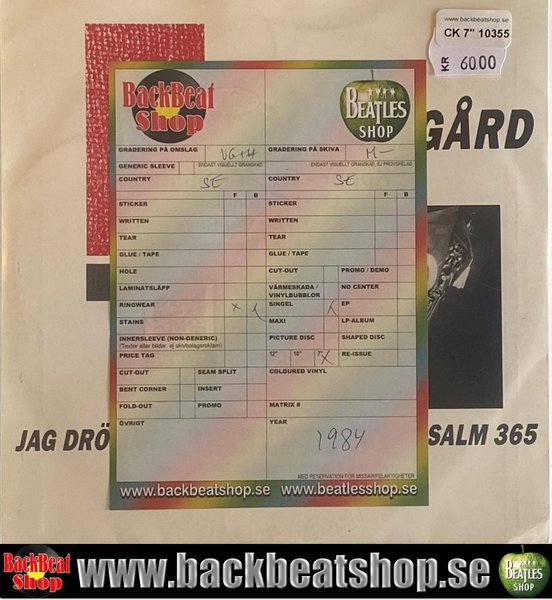 www.backbeatshop.se
CK 7" 10355
KR 6000
GÅRD
BackBeat
Shop
BEATLES
SHOP
GRADERING PÅ OMSLAG VG++
GRADERING PÅ SKIVA M-
GENERIC SLEEVE
ENDAST VISUELLT GRANSKAD
ENDAST VISUELLT GRANSKAD, EJ PROVSPELAD
COUNTRY SE
COUNTRY SE
F B
F B
STICKER
STICKER
WRITTEN
WRITTEN
TEAR
TEAR
GLUE / TAPE
GLUE / TAPE
HOLE
CUT-OUT
PROMO / DEMO
LAMINATSLÄPP
VÄRMESKADA /
VINYLBUBBLOR
NO CENTER
RINGWEAR x
SINGEL
EP
STAINS
MAXI
LP-ALBUM
INNERSLEEVE (NON-GENERIC)
(Texter eller bilder, ej skivbolagsreklam)
PICTURE DISC
SHAPED DISC
PRICE TAG
12" 10" 7" X
RE-ISSUE
CUT-OUT
SEAM SPLIT
COLOURED VINYL
BENT CORNER
INSERT
FOLD-OUT
PROMO
MATRIX #
ÖVRIGT
YEAR
1984
JAG DRÖ
SALM 365
MED RESERVATION FÖR MISSAR/FELAKTIGHETER
www.backbeatshop.se www.beatlesshop.se
BackBeat
Shop
www.backbeatshop.se
BEATLES
SHOP